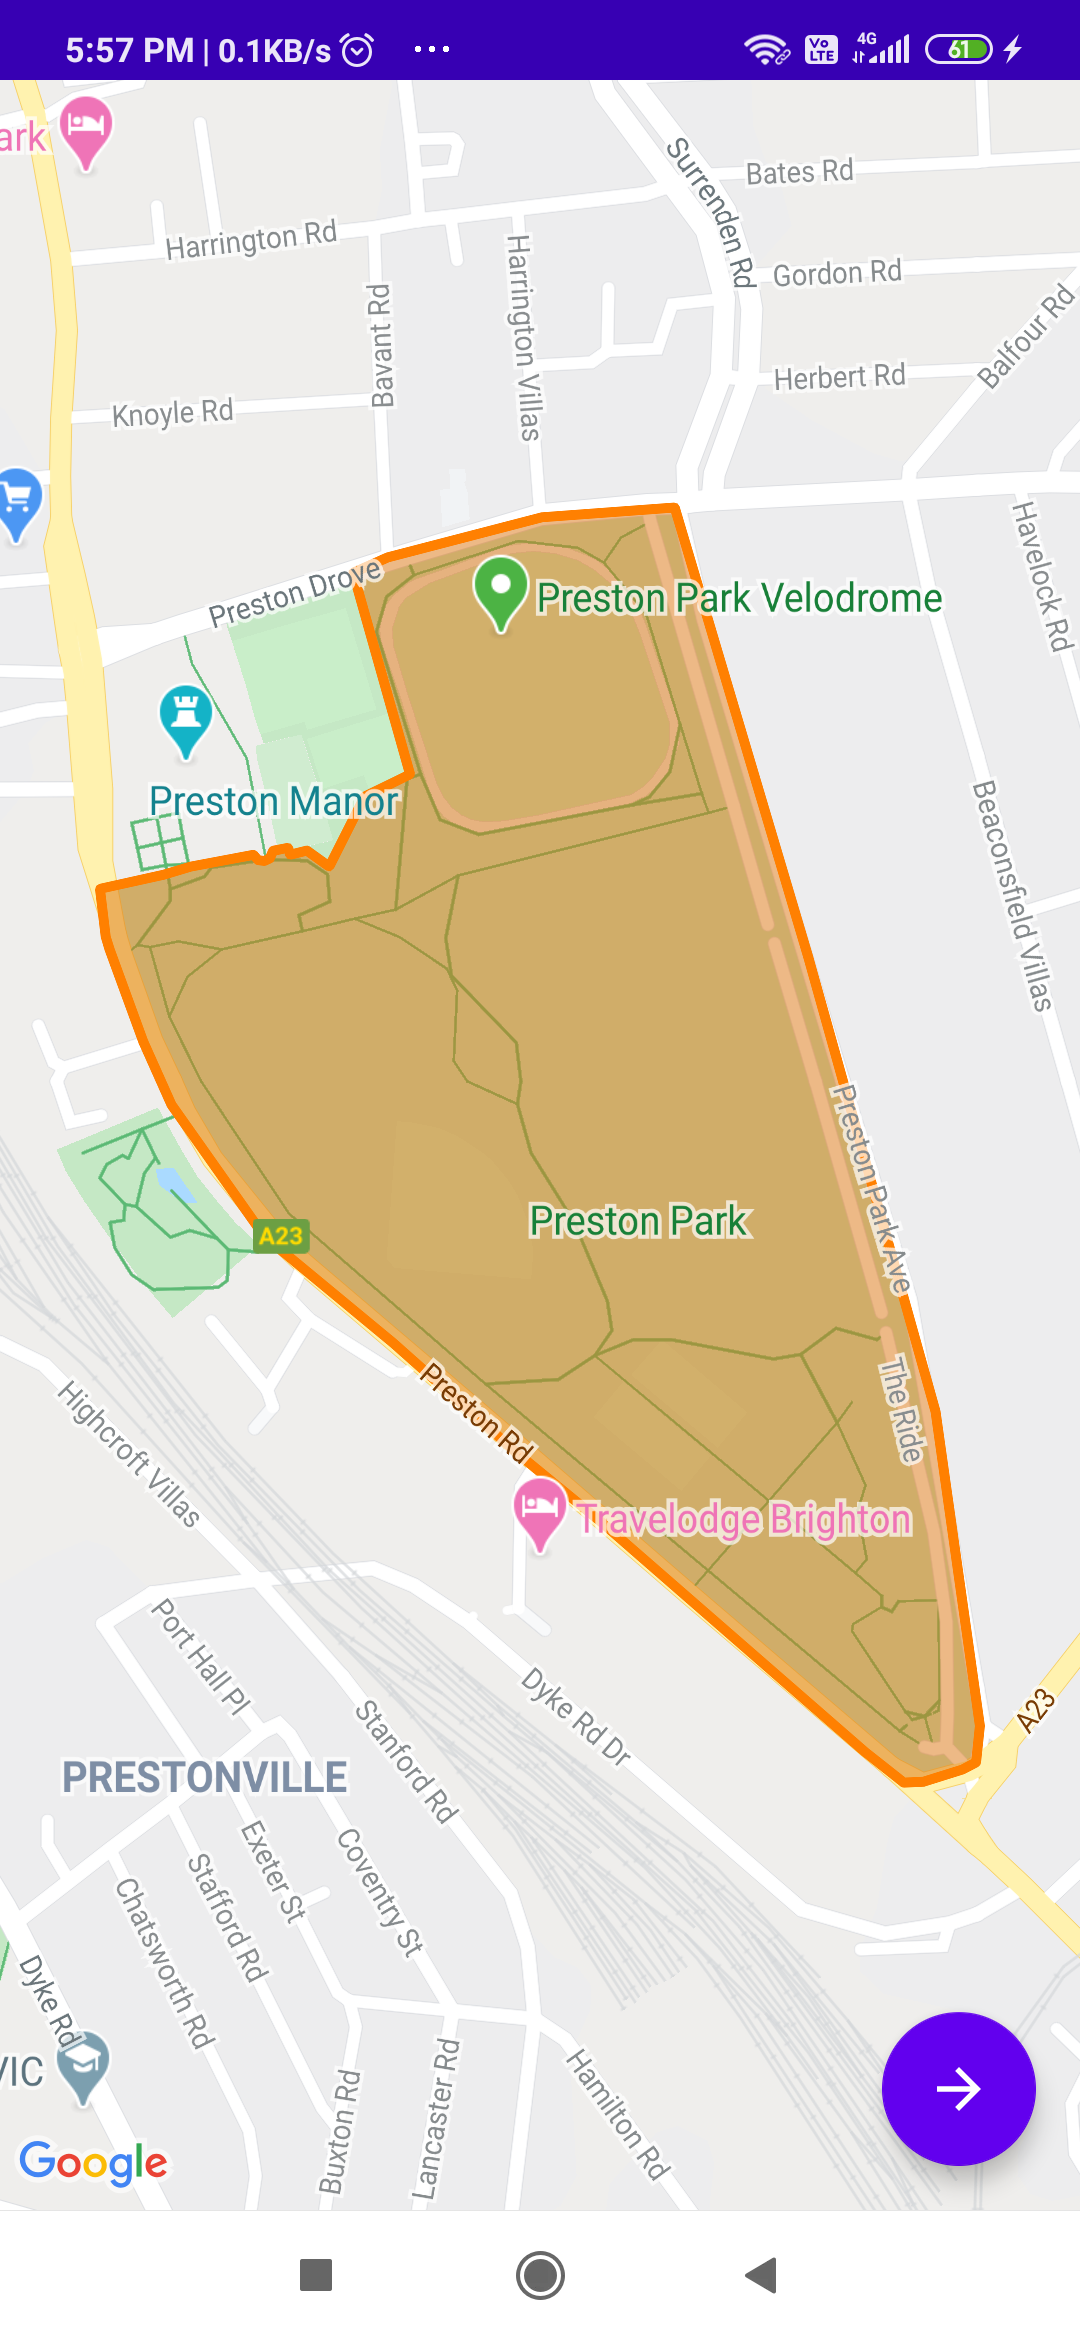 5:57 PM | 0.1KB/s ...
Vo LTE 4G 61
ark
Surrenden Rd
Bates Rd
Harrington Rd
Harrington Villas
Gordon Rd
Bavant Rd
Balfour Rd
Herbert Rd
Knoyle Rd
Havelock Rd
Preston Drove
Preston Park Velodrome
Preston Manor
Beaconsfield Villas
Preston Park Ave
Preston Park
A23
The Ride
Preston Rd
Highcroft Villas
Travelodge Brighton
Port Hall Pl
Dyke Rd Dr
A23
Stanford Rd
PRESTONVILLE
Exeter St
Coventry St
Stafford Rd
Chatsworth Rd
Dyke Rd
VIC
Hamilton Rd
Lancaster Rd
Buxton Rd
Google